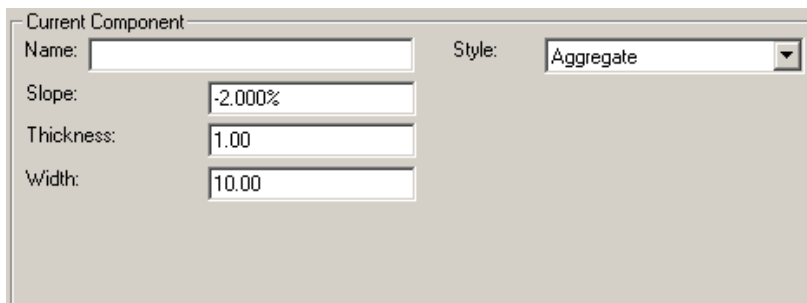 Current Component
Name: Style: Aggregate
Slope: -2.000%
Thickness: 1.00
Width: 10.00